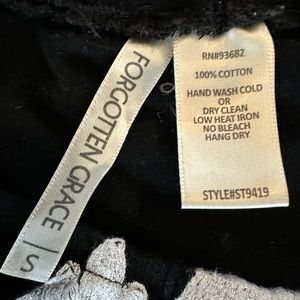 FORGOTTEN GRACE | S
RN#93682
100% COTTON
HAND WASH COLD
OR
DRY CLEAN
LOW HEAT IRON
NO BLEACH
HANG DRY
STYLE#ST9419